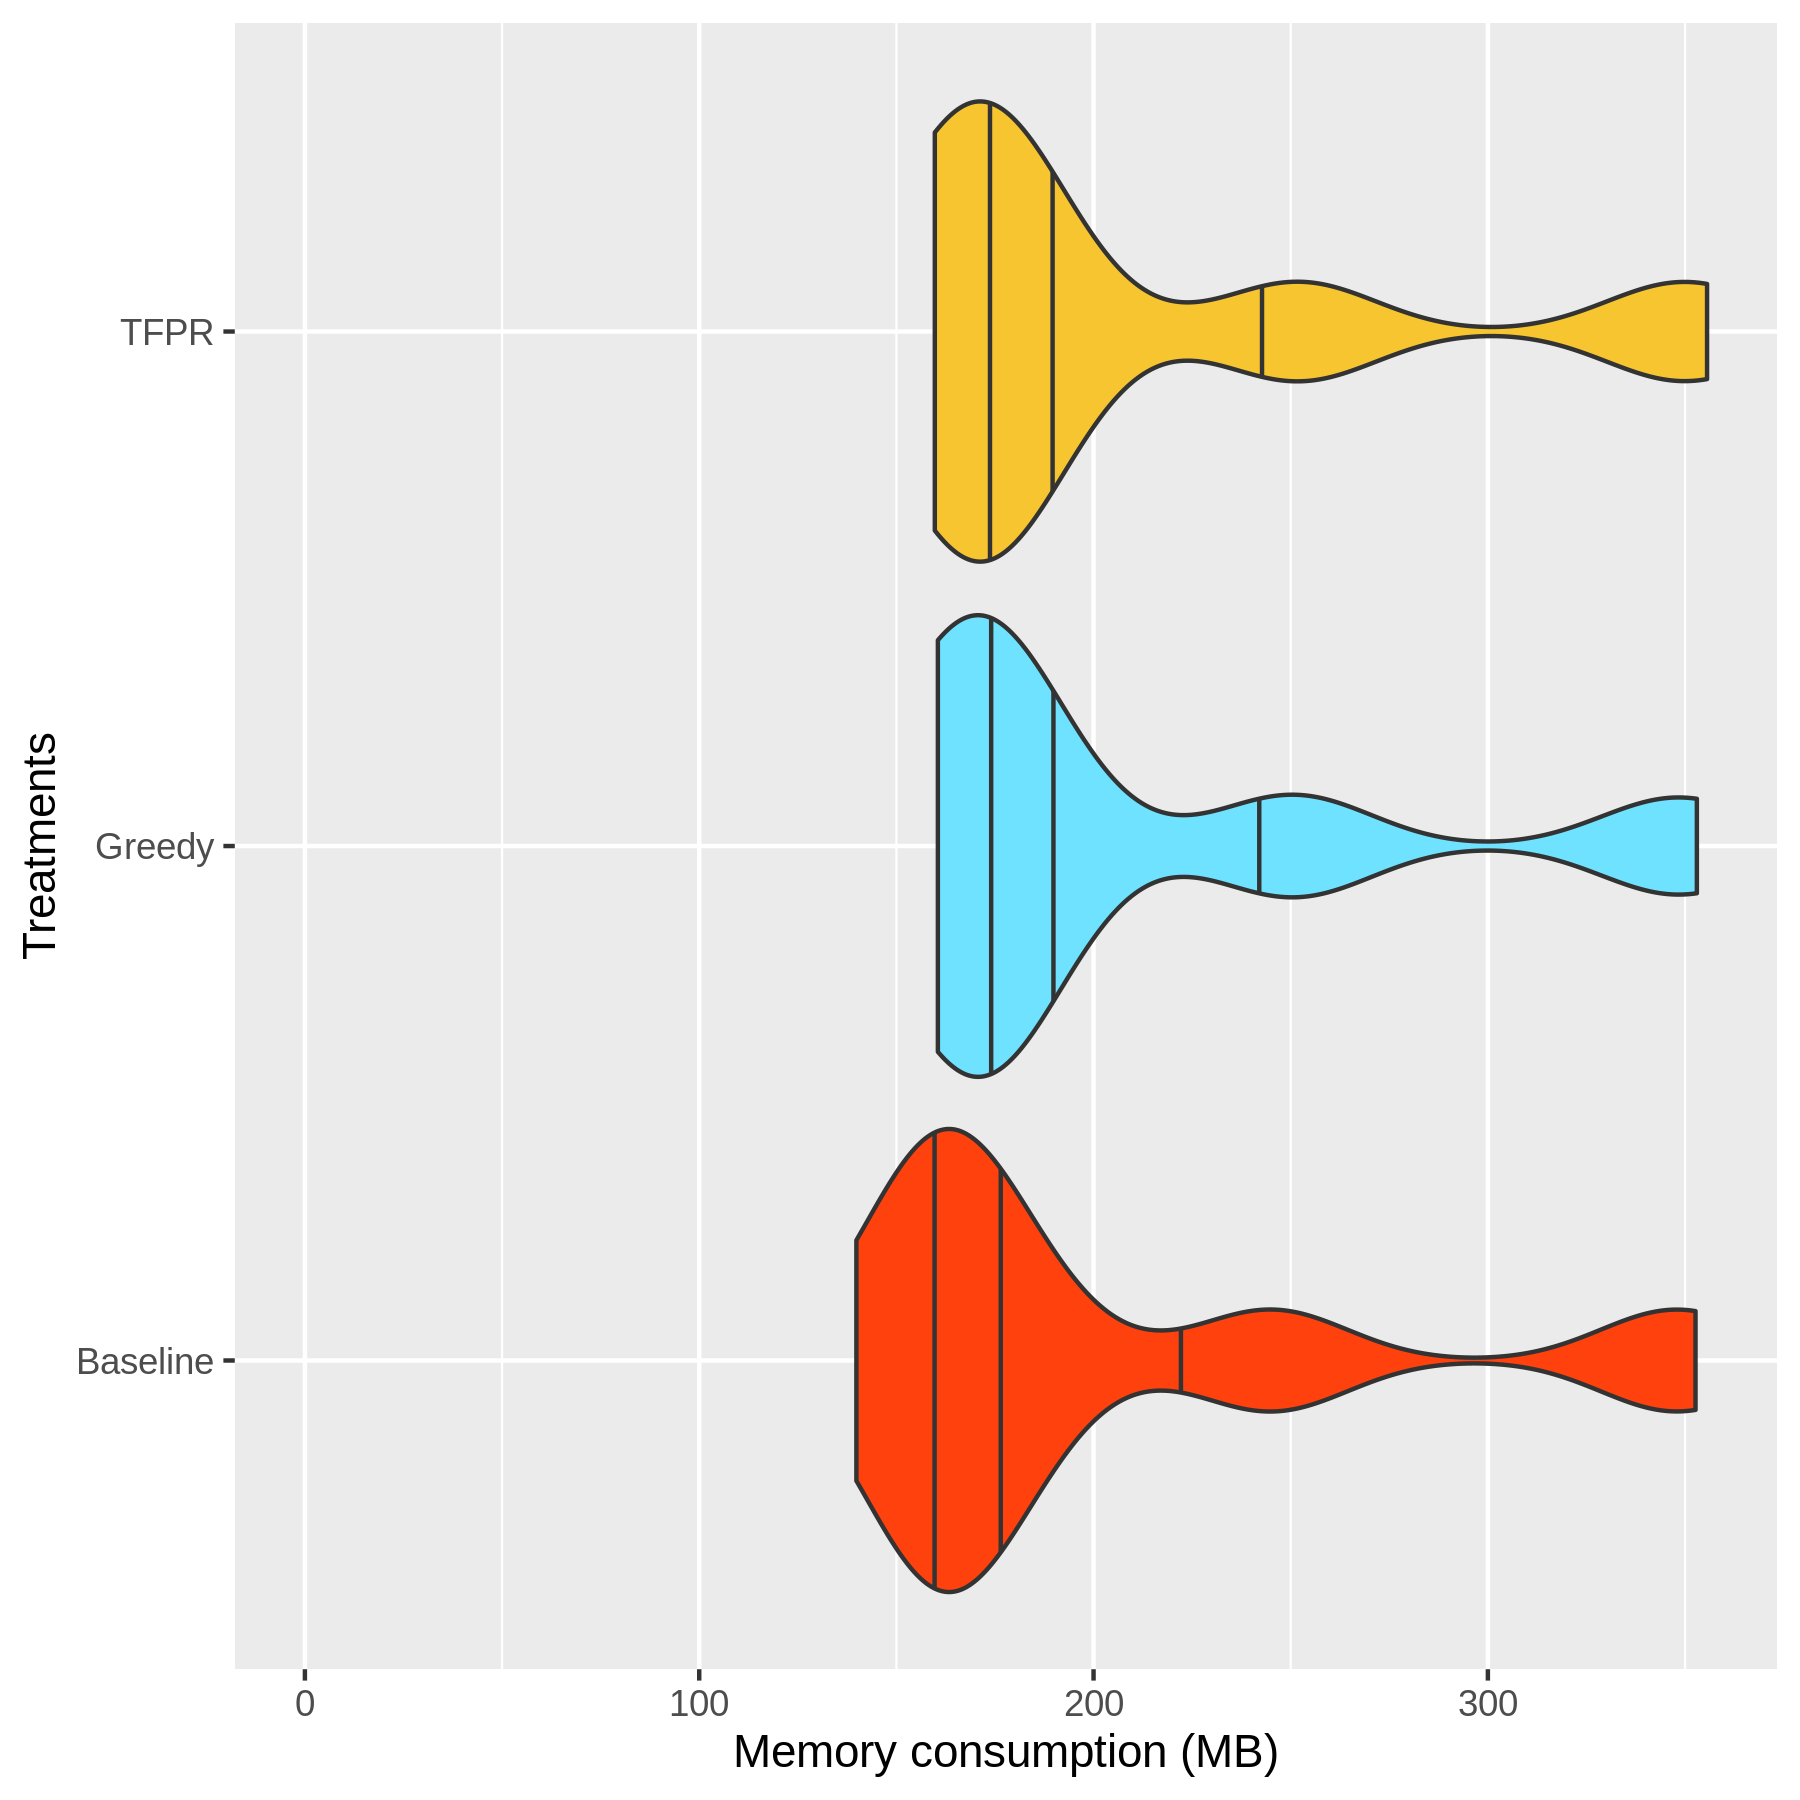 Treatments
TFPR
Greedy
Baseline
0 100 200 300
Memory consumption (MB)